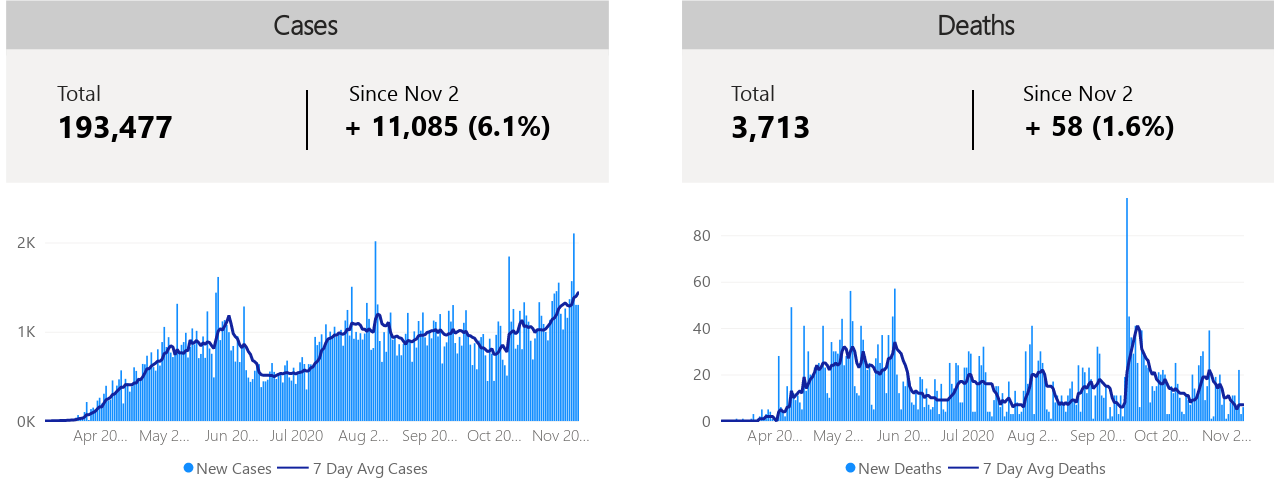 Cases
Total
193,477
Since Nov 2
+ 11,085 (6.1%)
2K
1K
0K
Apr 20... May 2... Jun 20... Jul 2020 Aug 2... Sep 20... Oct 20... Nov 20...
New Cases 7 Day Avg Cases
Deaths
Total
3,713
Since Nov 2
+ 58 (1.6%)
80
60
40
20
0
Apr 20... May 2... Jun 20... Jul 2020 Aug 2... Sep 20... Oct 20... Nov 2...
New Deaths 7 Day Avg Deaths